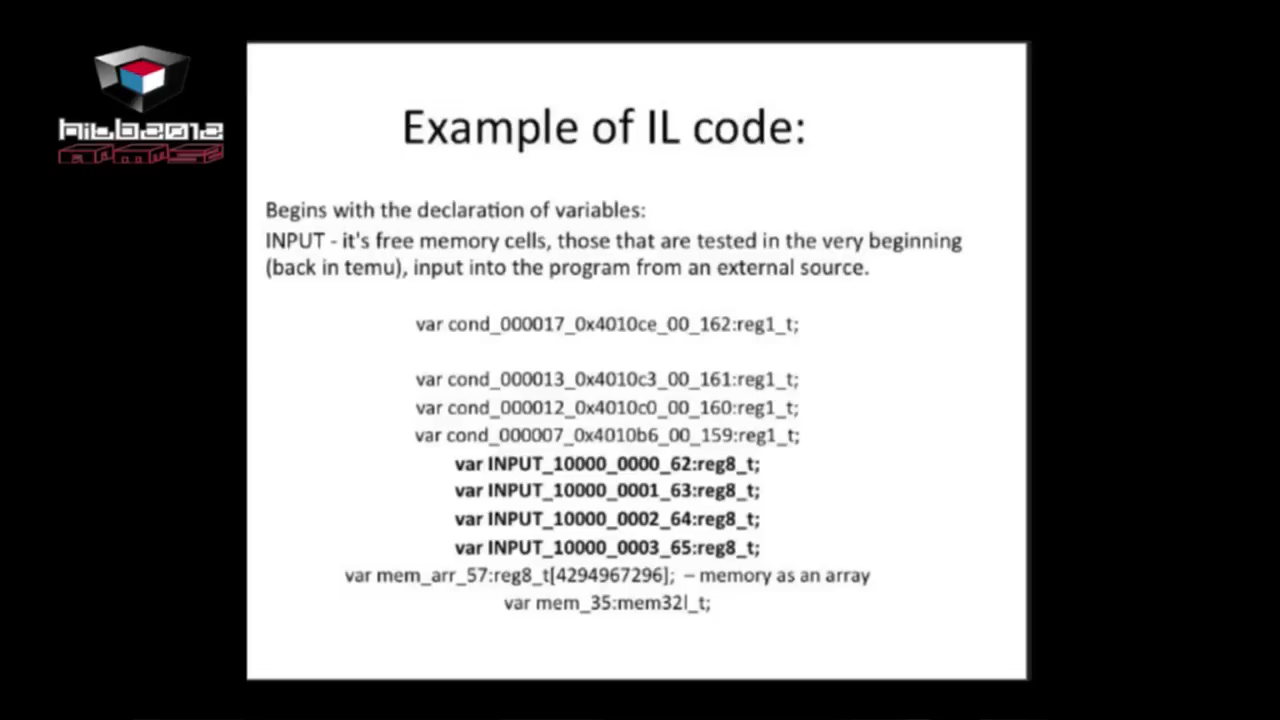 HITB2012
AMS
Example of IL code:
Begins with the declaration of variables:
INPUT - it's free memory cells, those that are tested in the very beginning
(back in temu), input into the program from an external source.
var cond_000017_0x4010ce_00_162:reg1_t;
var cond_000013_0x4010c3_00_161:reg1_t;
var cond_000012_0x4010c0_00_160:reg1_t;
var cond_000007_0x4010b6_00_159:reg1_t;
var INPUT_10000_0000_62:reg8_t;
var INPUT_10000_0001_63:reg8_t;
var INPUT_10000_0002_64:reg8_t;
var INPUT_10000_0003_65:reg8_t;
var mem_arr_57:reg8_t[4294967296]; – memory as an array
var mem_35:mem32l_t;